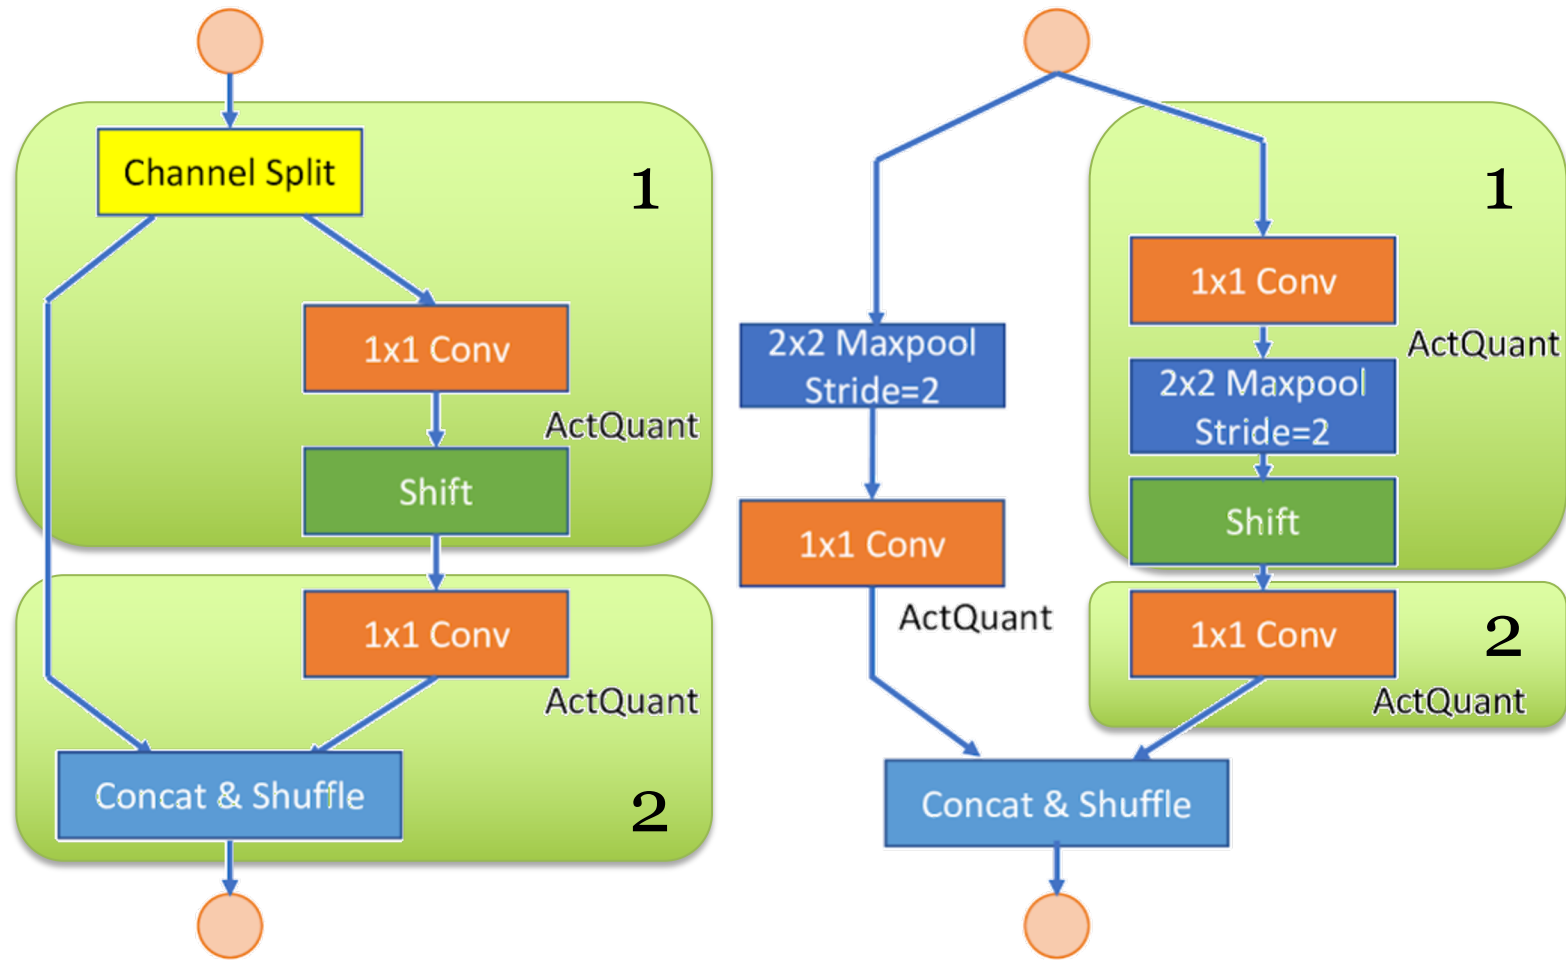 Channel Split
1
1x1 Conv
ActQuant
Shift
2
1x1 Conv
ActQuant
Concat & Shuffle
2x2 Maxpool
Stride=2
1x1 Conv
ActQuant
1
1x1 Conv
ActQuant
2x2 Maxpool
Stride=2
Shift
2
1x1 Conv
ActQuant
Concat & Shuffle